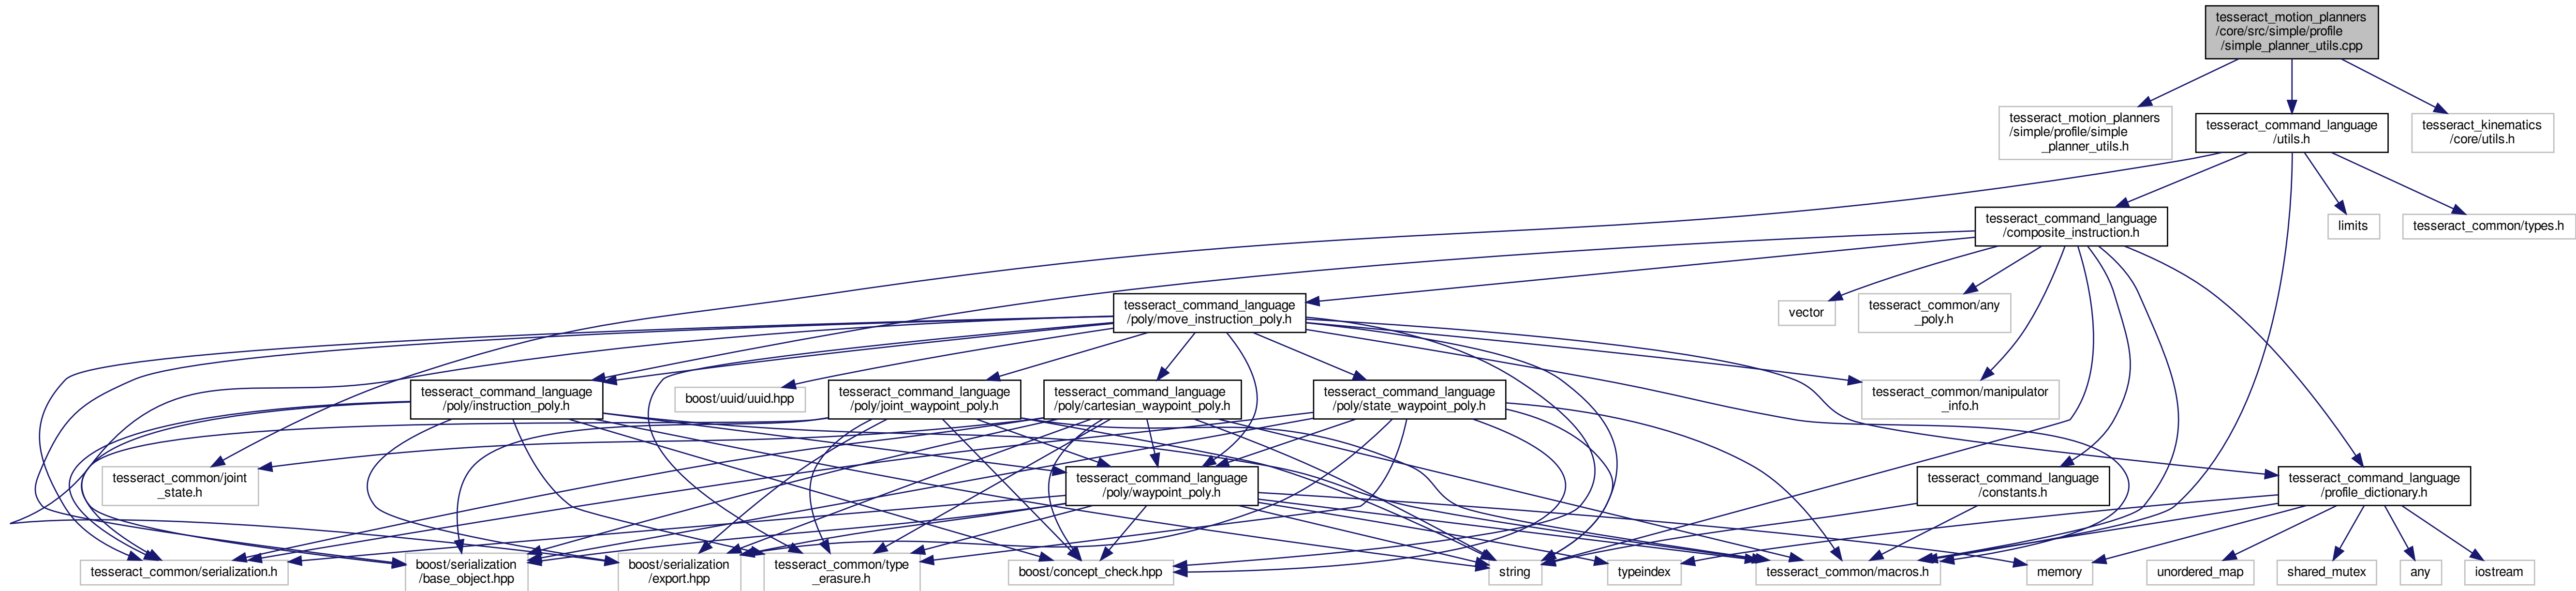 tesseract_motion_planners
/core/src/simple/profile
/simple_planner_utils.cpp
tesseract_motion_planners
/simple/profile/simple
_planner_utils.h
tesseract_command_language
/utils.h
tesseract_kinematics
/core/utils.h
tesseract_command_language
/composite_instruction.h
limits
tesseract_common/types.h
tesseract_command_language
/poly/move_instruction_poly.h
vector
tesseract_common/any
_poly.h
tesseract_command_language
/poly/instruction_poly.h
boost/uuid/uuid.hpp
tesseract_command_language
/poly/joint_waypoint_poly.h
tesseract_command_language
/poly/cartesian_waypoint_poly.h
tesseract_command_language
/poly/state_waypoint_poly.h
tesseract_common/manipulator
_info.h
tesseract_common/joint
_state.h
tesseract_command_language
/poly/waypoint_poly.h
tesseract_command_language
/constants.h
tesseract_command_language
/profile_dictionary.h
tesseract_common/serialization.h
boost/serialization
/base_object.hpp
boost/serialization
/export.hpp
tesseract_common/type
_erasure.h
boost/concept_check.hpp
string
typeindex
tesseract_common/macros.h
memory
unordered_map
shared_mutex
any
iostream